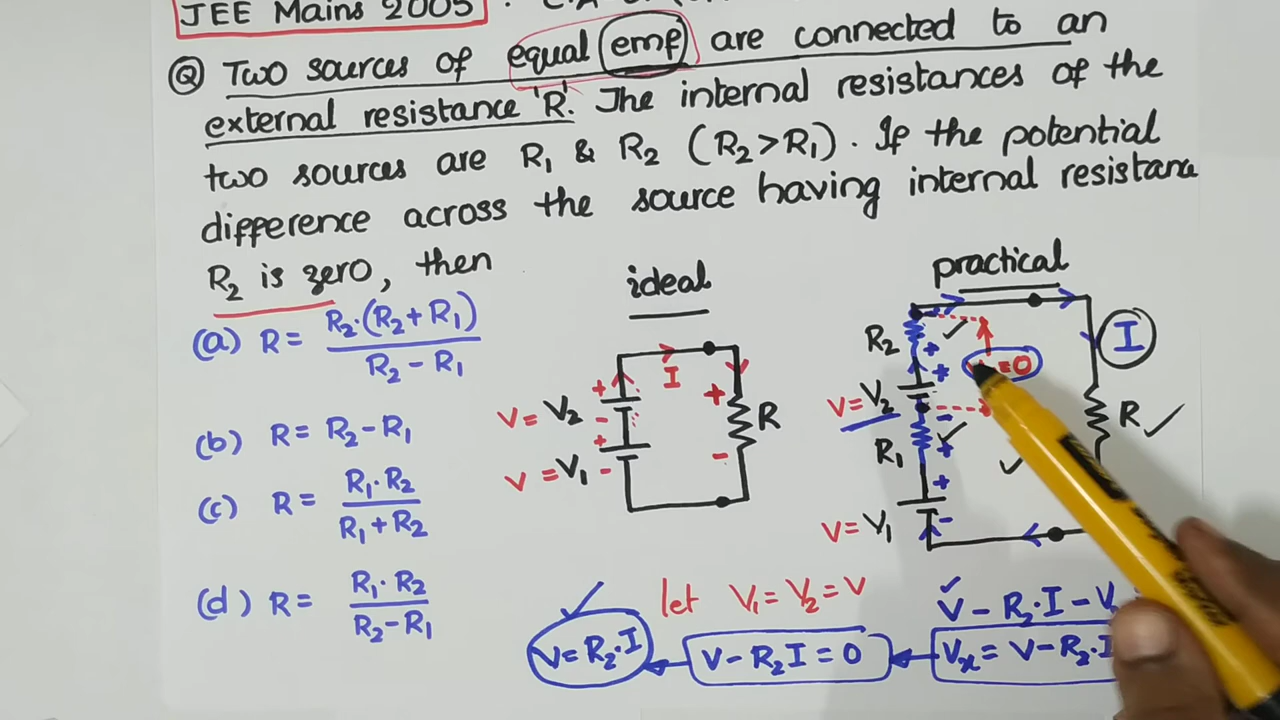 JEE Mains 2005
Q Two sources of equal emf are connected to an
external resistance 'R'. The internal resistances of the
two sources are R₁ & R₂ (R₂ > R₁). If the potential
difference across the source having internal resistance
R₂ is zero, then
(a) R = R₂·(R₂+R₁) / R₂ - R₁
(b) R = R₂ - R₁
(c) R = R₁·R₂ / R₁+R₂
(d) R = R₁·R₂ / R₂-R₁
ideal
I
+
-
+
-
V = V₂
V = V₁
+
-
R
practical
I
R₂
+
+
-
=0
V = V₂
R₁
+
+
-
V = V₁
R
let V₁ = V₂ = V
V - R₂·I - V
Vx = V - R₂·I
V - R₂I = 0
V = R₂·I